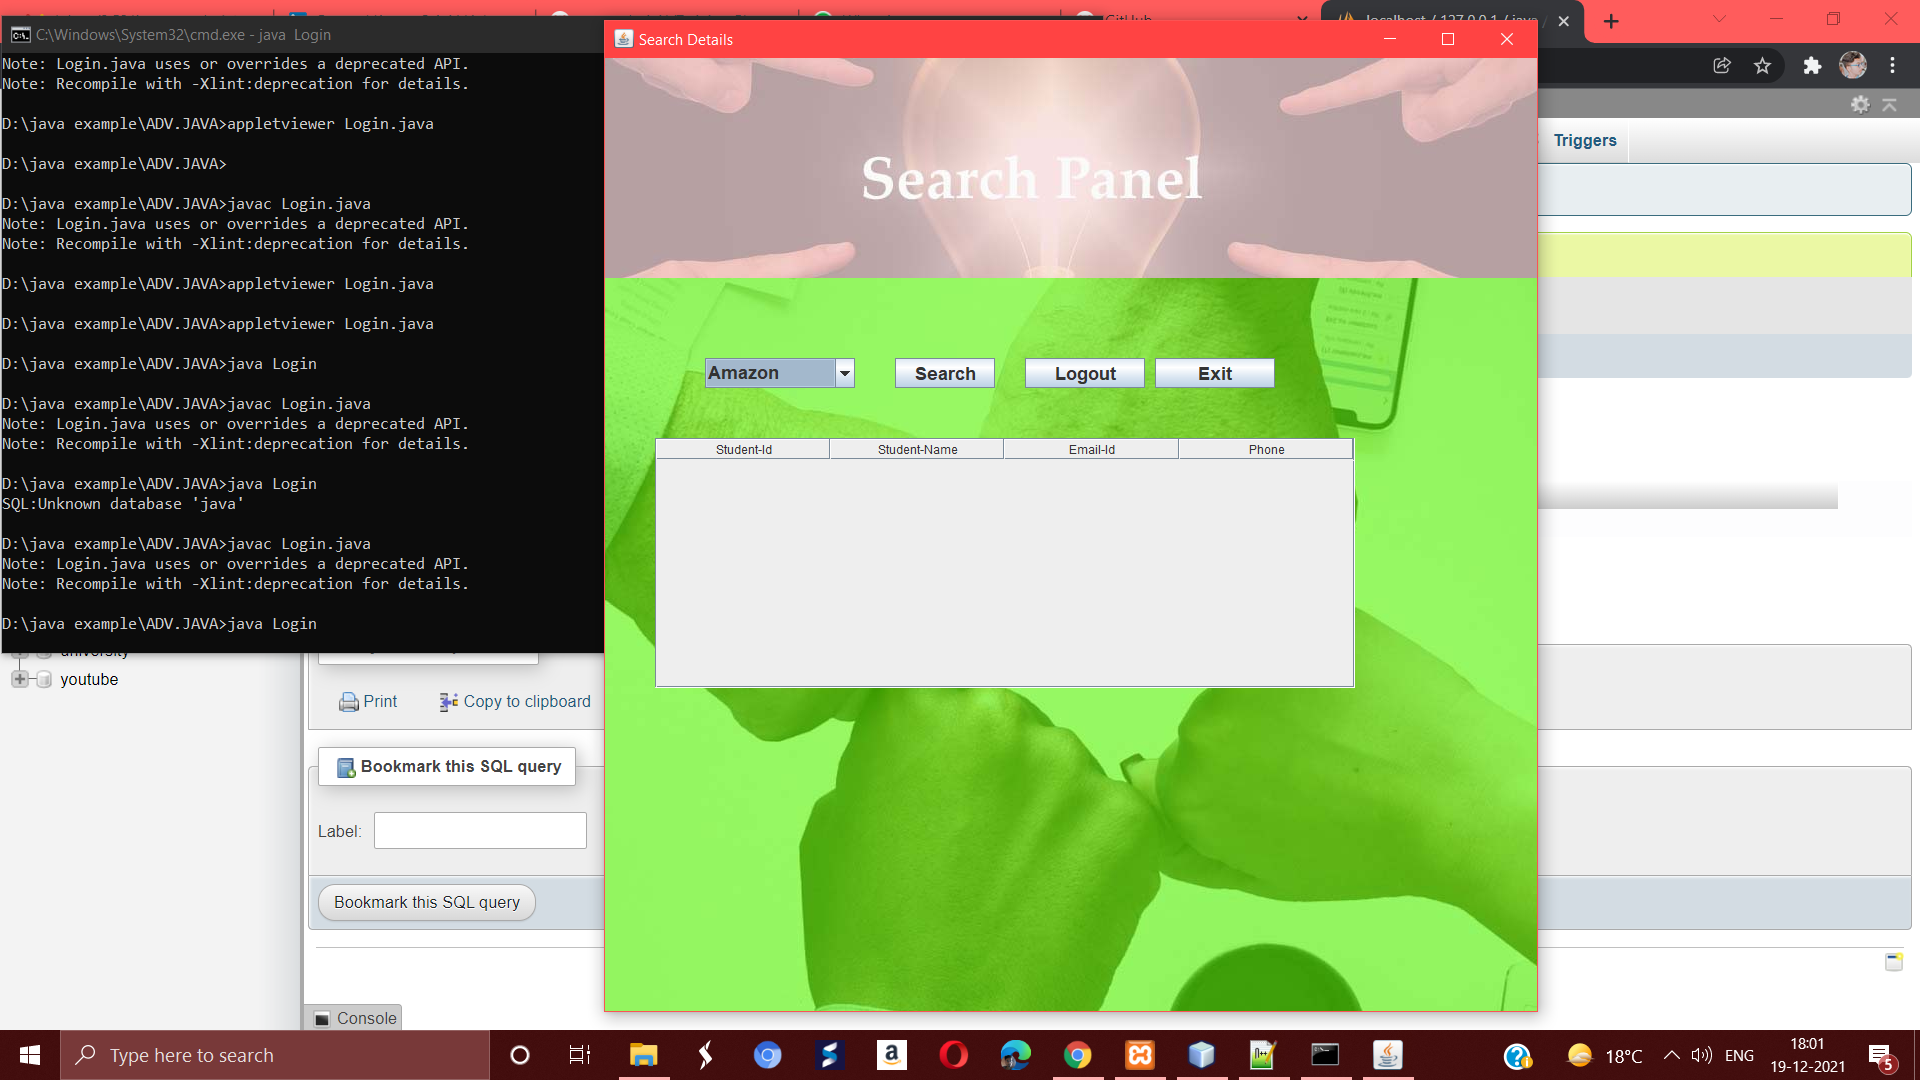 C:\Windows\System32\cmd.exe - java  Login
Note: Login.java uses or overrides a deprecated API.
Note: Recompile with -Xlint:deprecation for details.
D:\java example\ADV.JAVA>appletviewer Login.java
D:\java example\ADV.JAVA>
D:\java example\ADV.JAVA>javac Login.java
Note: Login.java uses or overrides a deprecated API.
Note: Recompile with -Xlint:deprecation for details.
D:\java example\ADV.JAVA>appletviewer Login.java
D:\java example\ADV.JAVA>appletviewer Login.java
D:\java example\ADV.JAVA>java Login
D:\java example\ADV.JAVA>javac Login.java
Note: Login.java uses or overrides a deprecated API.
Note: Recompile with -Xlint:deprecation for details.
D:\java example\ADV.JAVA>java Login
SQL:Unknown database 'java'
D:\java example\ADV.JAVA>javac Login.java
Note: Login.java uses or overrides a deprecated API.
Note: Recompile with -Xlint:deprecation for details.
D:\java example\ADV.JAVA>java Login
Search Details
Search Panel
Amazon
Search
Logout
Exit
Student-Id
Student-Name
Email-Id
Phone
GitHub
localhost / 127.0.0.1 / java
Triggers
university
youtube
Print
Copy to clipboard
Bookmark this SQL query
Label:
Bookmark this SQL query
Console
Type here to search
18°C
ENG
18:01
19-12-2021
5